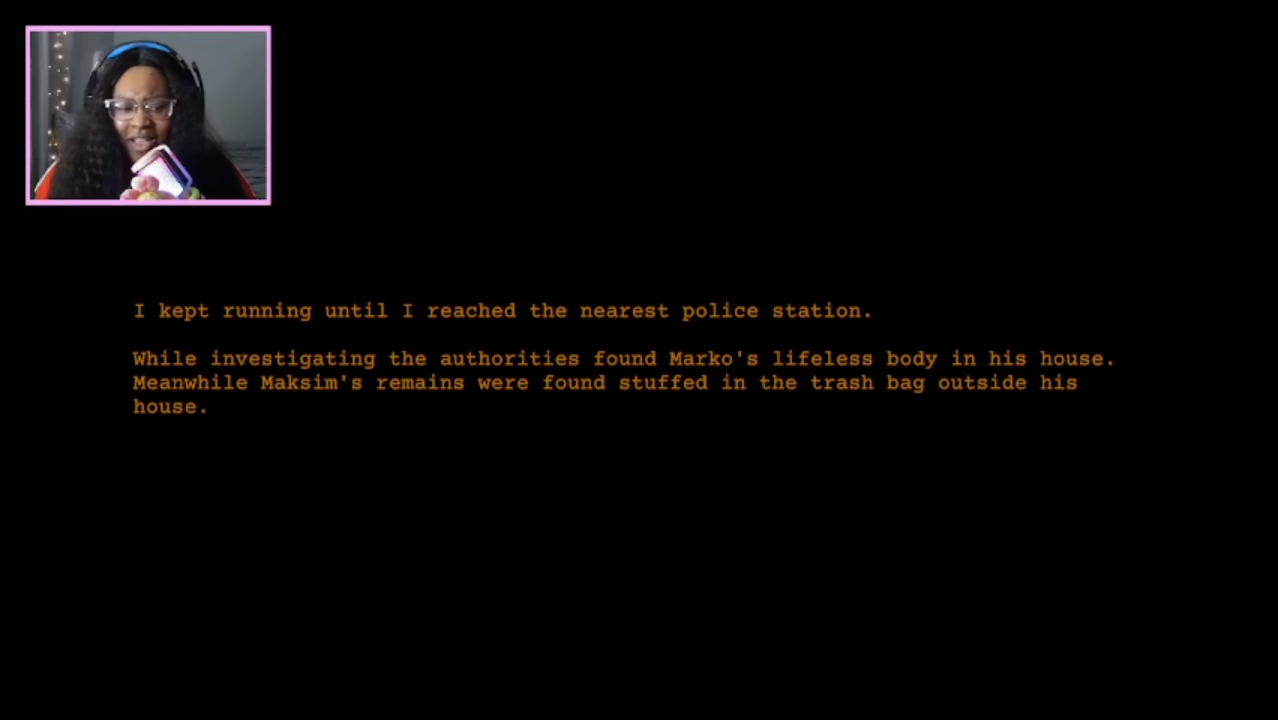 I kept running until I reached the nearest police station.
While investigating the authorities found Marko's lifeless body in his house.
Meanwhile Maksim's remains were found stuffed in the trash bag outside his
house.